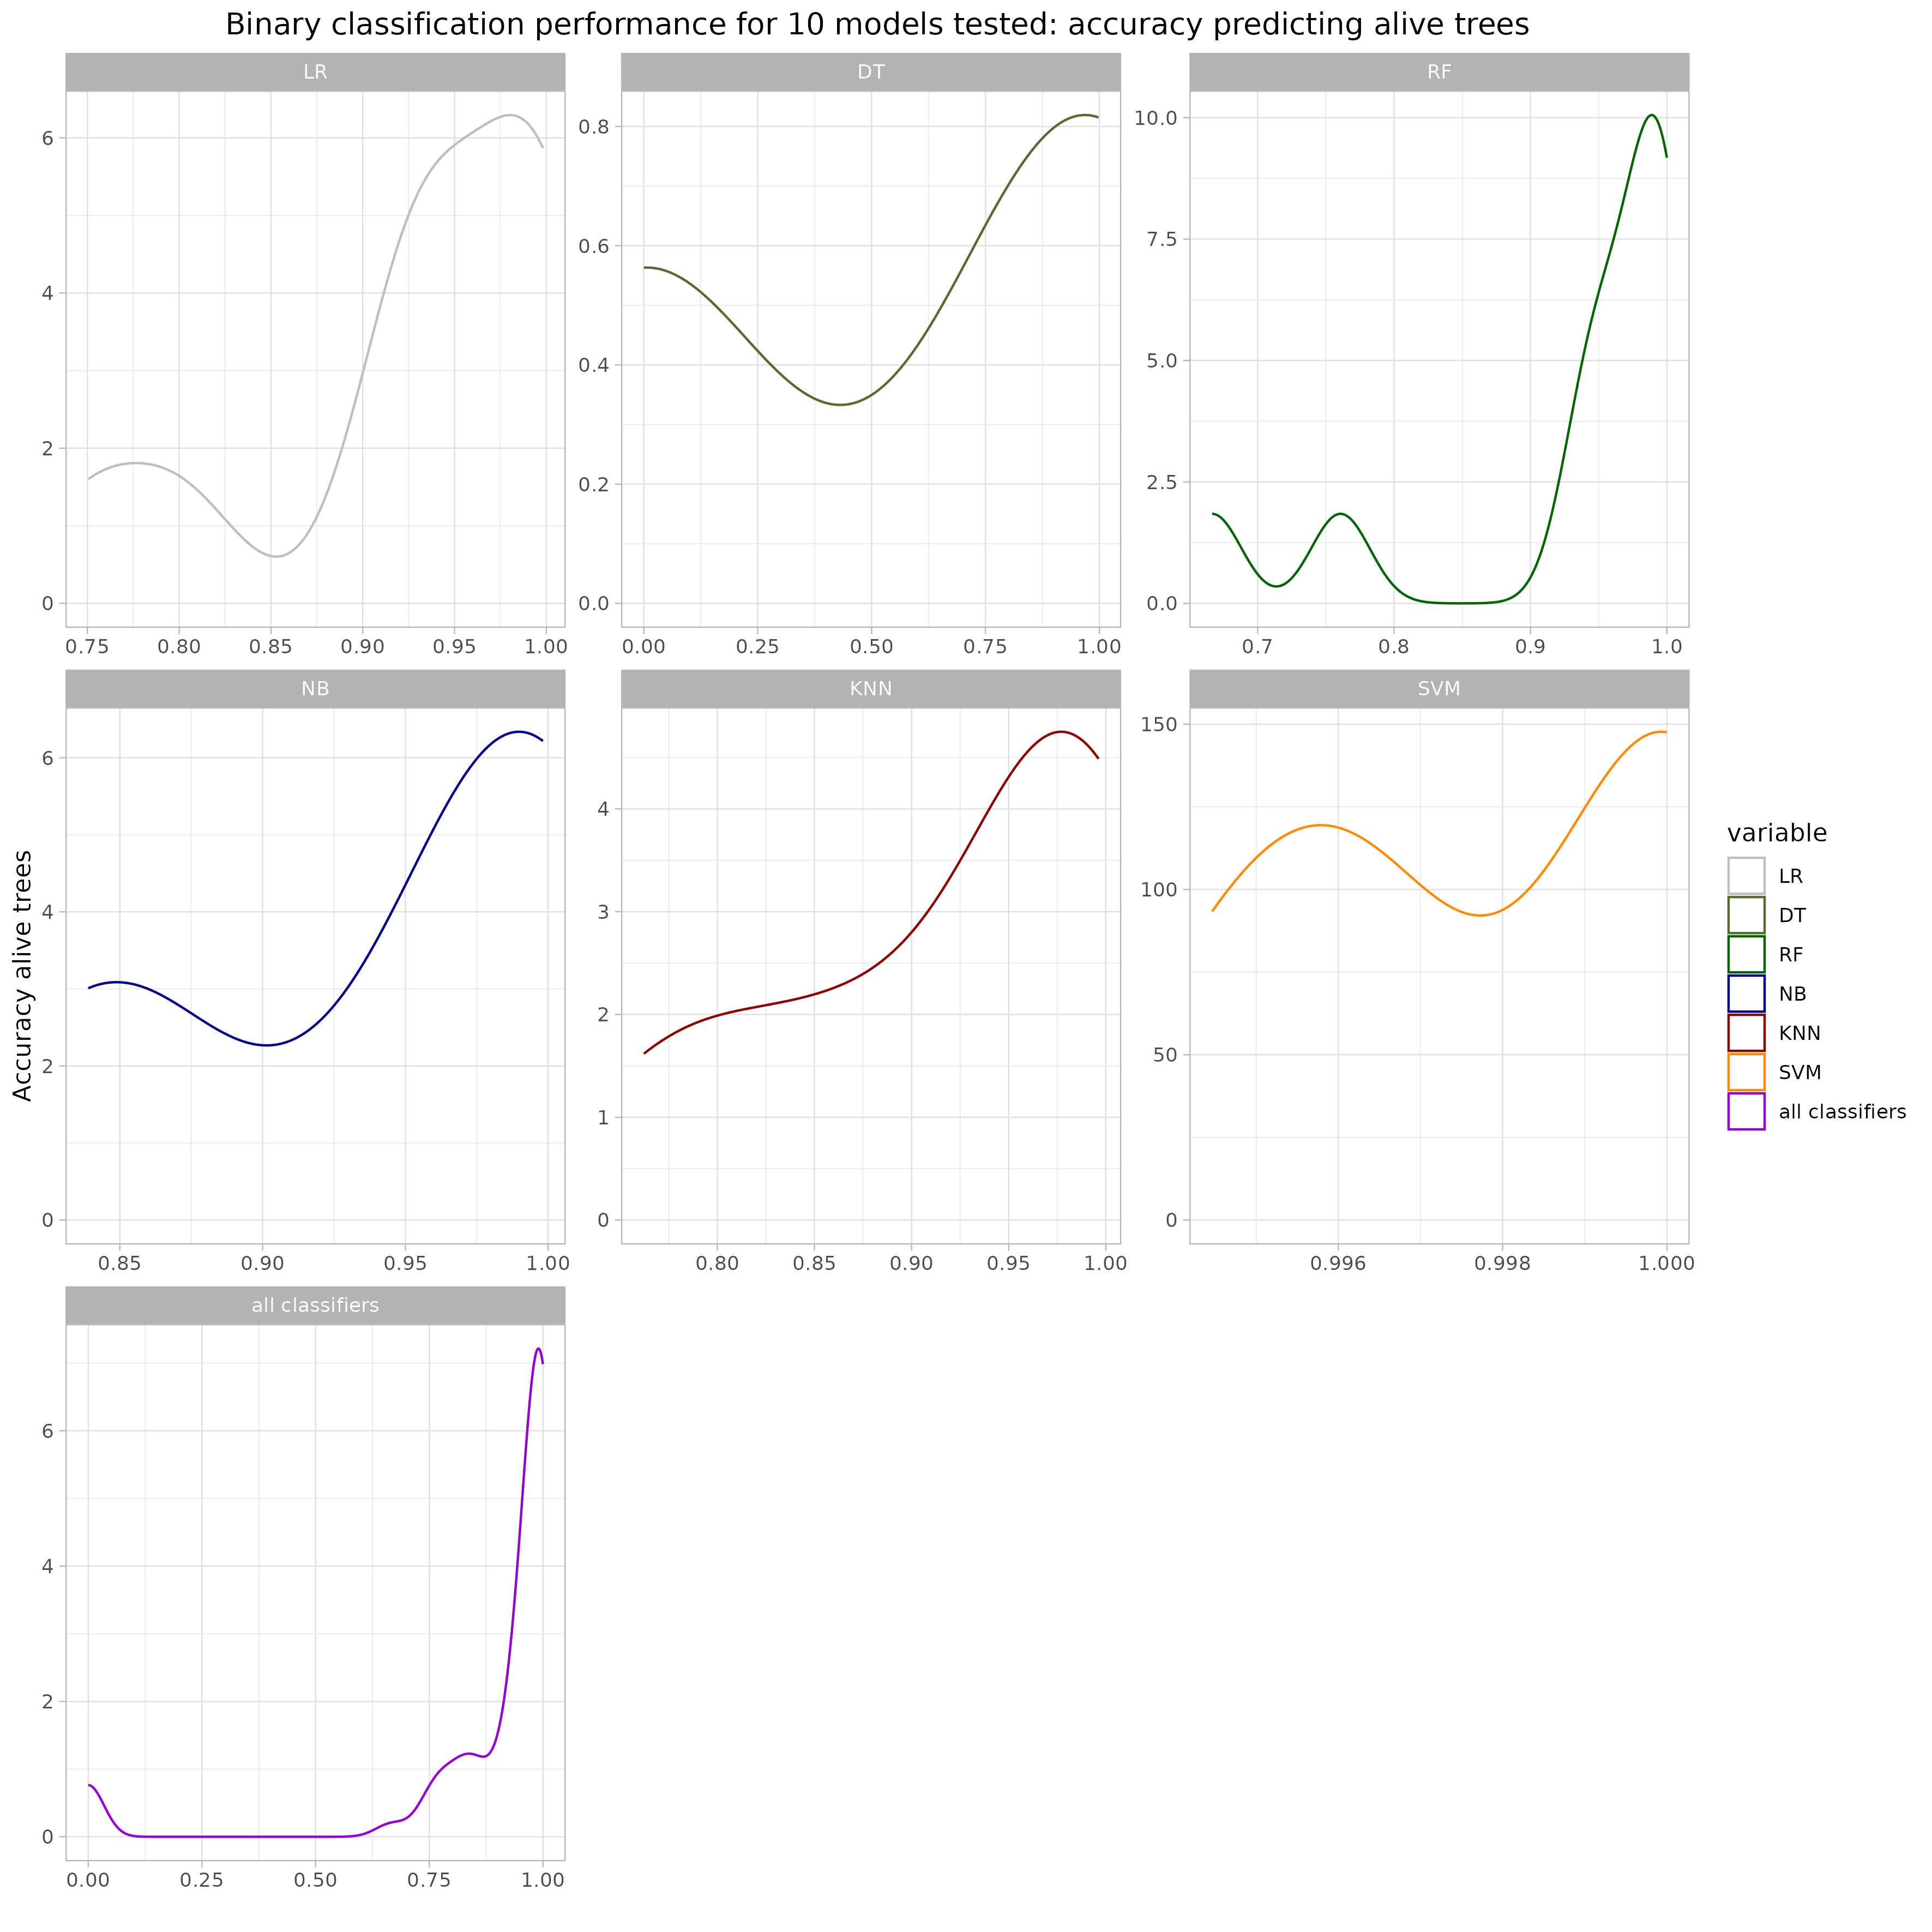 Binary classification performance for 10 models tested: accuracy predicting alive trees
LR
DT
RF
6
4
2
0
0.75 0.80 0.85 0.90 0.95 1.00
0.8
0.6
0.4
0.2
0.0
0.00 0.25 0.50 0.75 1.00
10.0
7.5
5.0
2.5
0.0
0.7 0.8 0.9 1.0
NB
KNN
SVM
Accuracy alive trees
6
4
2
0
0.85 0.90 0.95 1.00
4
3
2
1
0
0.80 0.85 0.90 0.95 1.00
150
100
50
0
0.996 0.998 1.000
all classifiers
6
4
2
0
0.00 0.25 0.50 0.75 1.00
variable
LR
DT
RF
NB
KNN
SVM
all classifiers